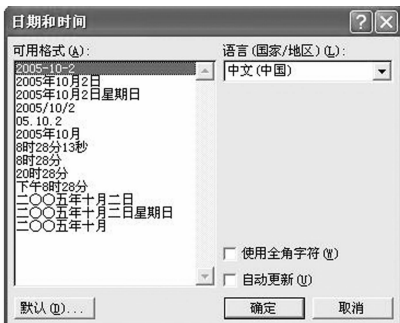 日期和时间
可用格式(A):
2005-10-2
2005年10月2日
2005年10月2日星期日
2005/10/2
05.10.2
2005年10月
8时28分13秒
8时28分
20时28分
下午8时28分
二〇〇五年十月二日
二〇〇五年十月二日星期日
二〇〇五年十月
语言(国家/地区)(L):
中文(中国)
使用全角字符(W)
自动更新(U)
默认(D)...
确定
取消